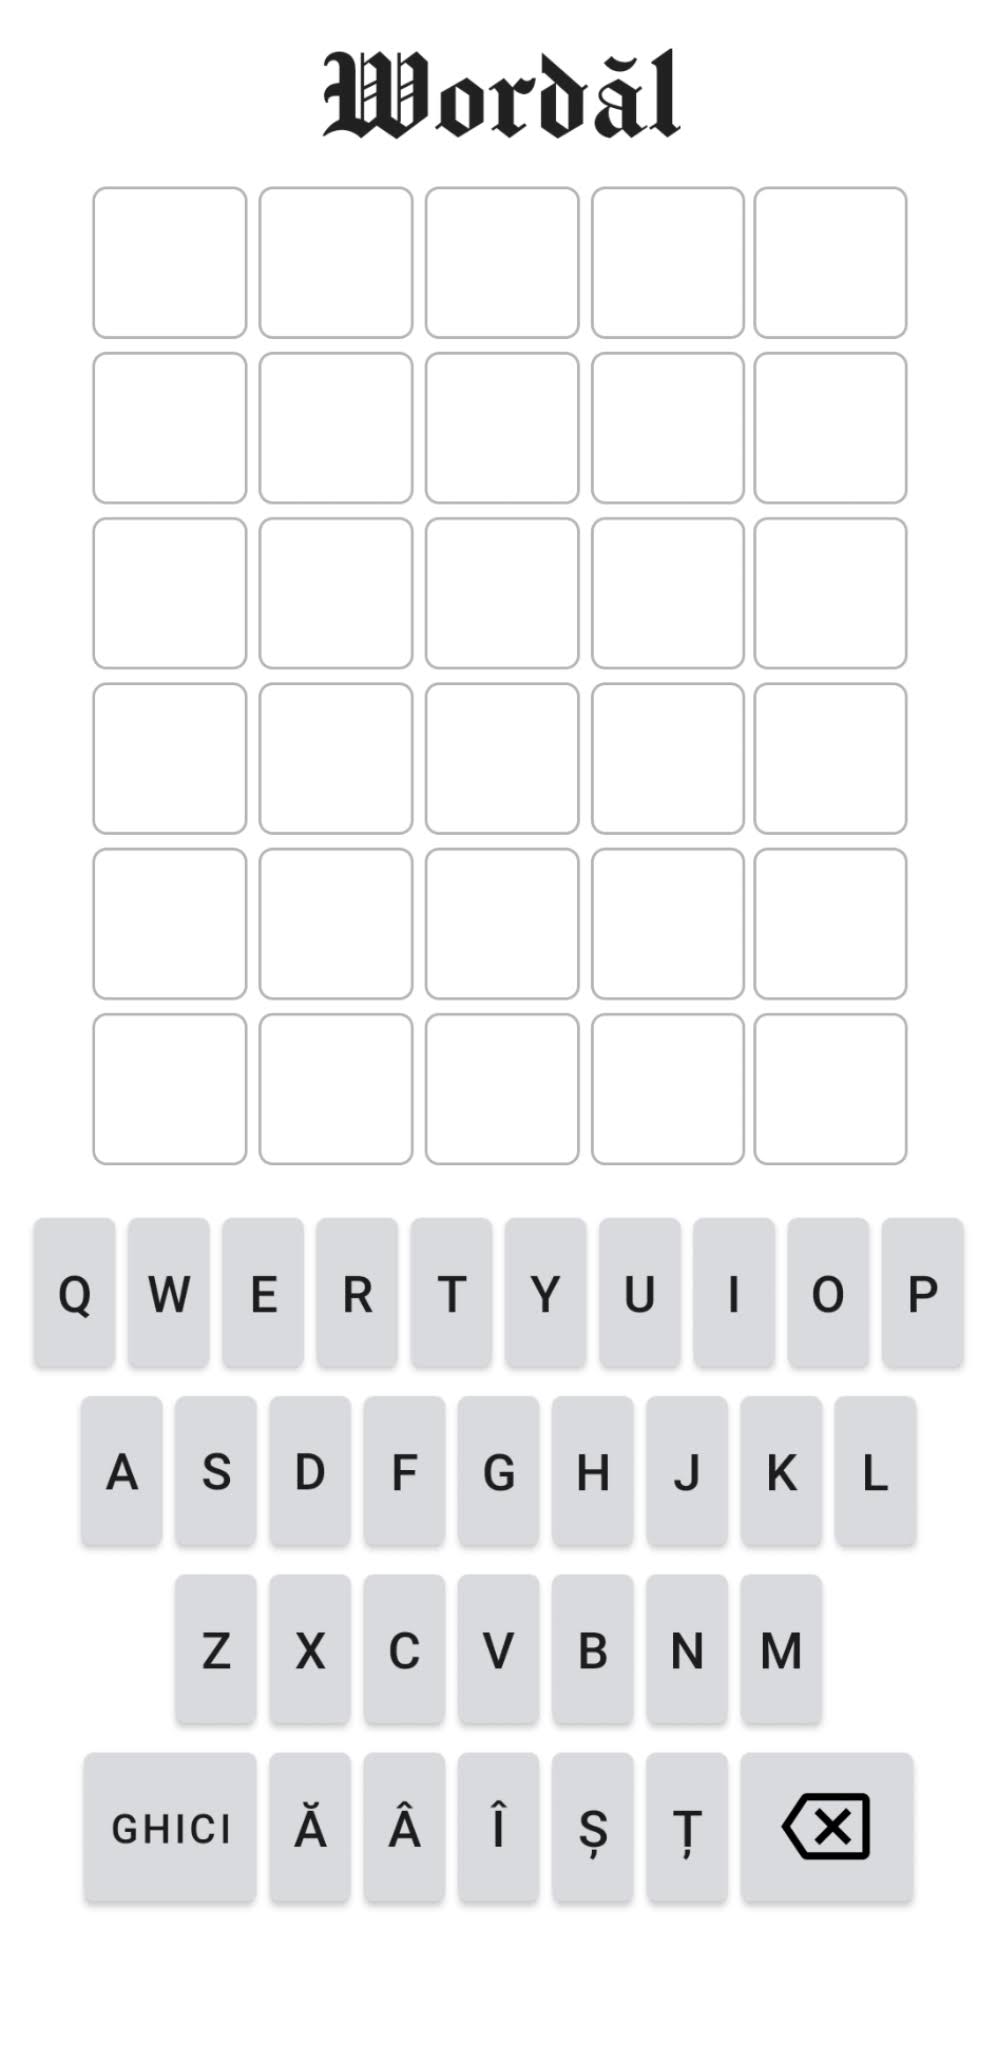 Wordăl
Q W E R T Y U I O P
A S D F G H J K L
Z X C V B N M
GHICI Ă Â Î Ș Ț